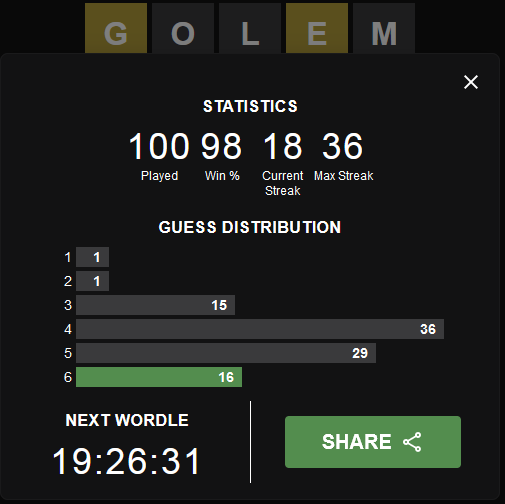 GOLEM
STATISTICS
100 98 18 36
Played Win % Current Streak Max Streak
GUESS DISTRIBUTION
1 1
2 1
3 15
4 36
5 29
6 16
NEXT WORDLE
19:26:31
SHARE